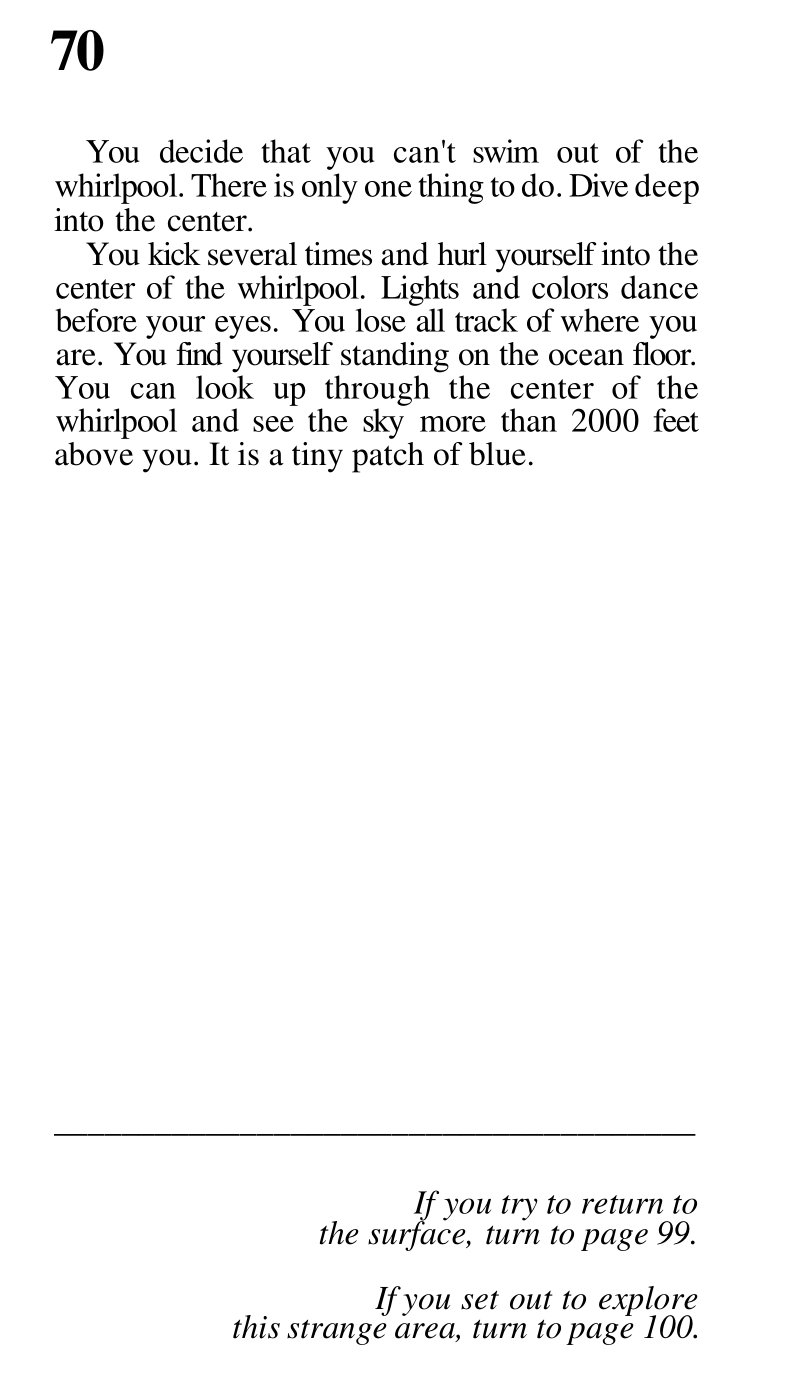 70
You decide that you can't swim out of the
whirlpool. There is only one thing to do. Dive deep
into the center.
You kick several times and hurl yourself into the
center of the whirlpool. Lights and colors dance
before your eyes. You lose all track of where you
are. You find yourself standing on the ocean floor.
You can look up through the center of the
whirlpool and see the sky more than 2000 feet
above you. It is a tiny patch of blue.
If you try to return to
the surface, turn to page 99.
If you set out to explore
this strange area, turn to page 100.